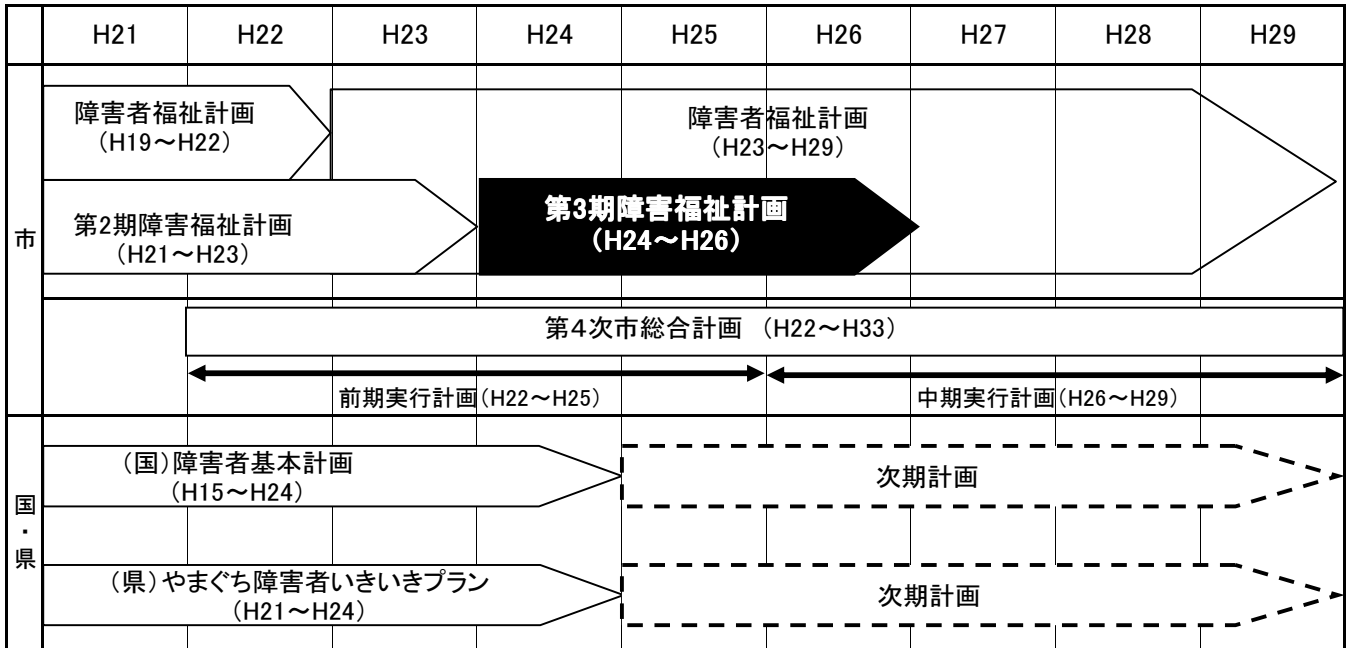 H21 H22 H23 H24 H25 H26 H27 H28 H29
市
障害者福祉計画
（H19～H22）
障害者福祉計画
（H23～H29）
第2期障害福祉計画
（H21～H23）
第3期障害福祉計画
（H24～H26）
第4次市総合計画 （H22～H33）
前期実行計画（H22～H25）
中期実行計画（H26～H29）
国・県
（国）障害者基本計画
（H15～H24）
次期計画
（県）やまぐち障害者いきいきプラン
（H21～H24）
次期計画